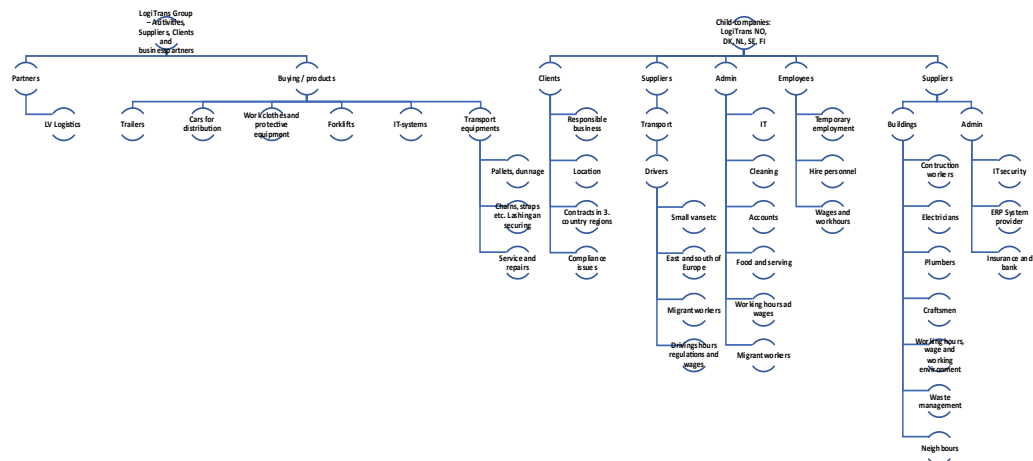 LogiTrans Group
– Activities,
Suppliers, Clients
and
business partners
Child-companies:
LogiTrans NO,
DK, NL, SE, FI
Partners
Buying / products
Clients
Suppliers
Admin
Employees
Suppliers
LV Logistics
Trailers
Cars for
distribution
Work clothes and
protective
equipment
Forklifts
IT-systems
Transport
equipments
Responsible
business
Transport
IT
Temporary
employment
Buildings
Admin
Pallets, dunnage
Location
Drivers
Cleaning
Hire personnel
Contruction
workers
IT security
Chains, straps
etc. Lashing an
securing
Contracts in 3.
country regions
Small vans etc
Accounts
Wages and
workhours
Electricians
ERP System
provider
Service and
repairs
Compliance
issues
East and south of
Europe
Food and serving
Plumbers
Insurance and
bank
Migrant workers
Working hours ad
wages
Craftsmen
Drivings hours
regulations and
wages
Migrant workers
Working hours,
wage and
working
environment
Waste
management
Neighbours